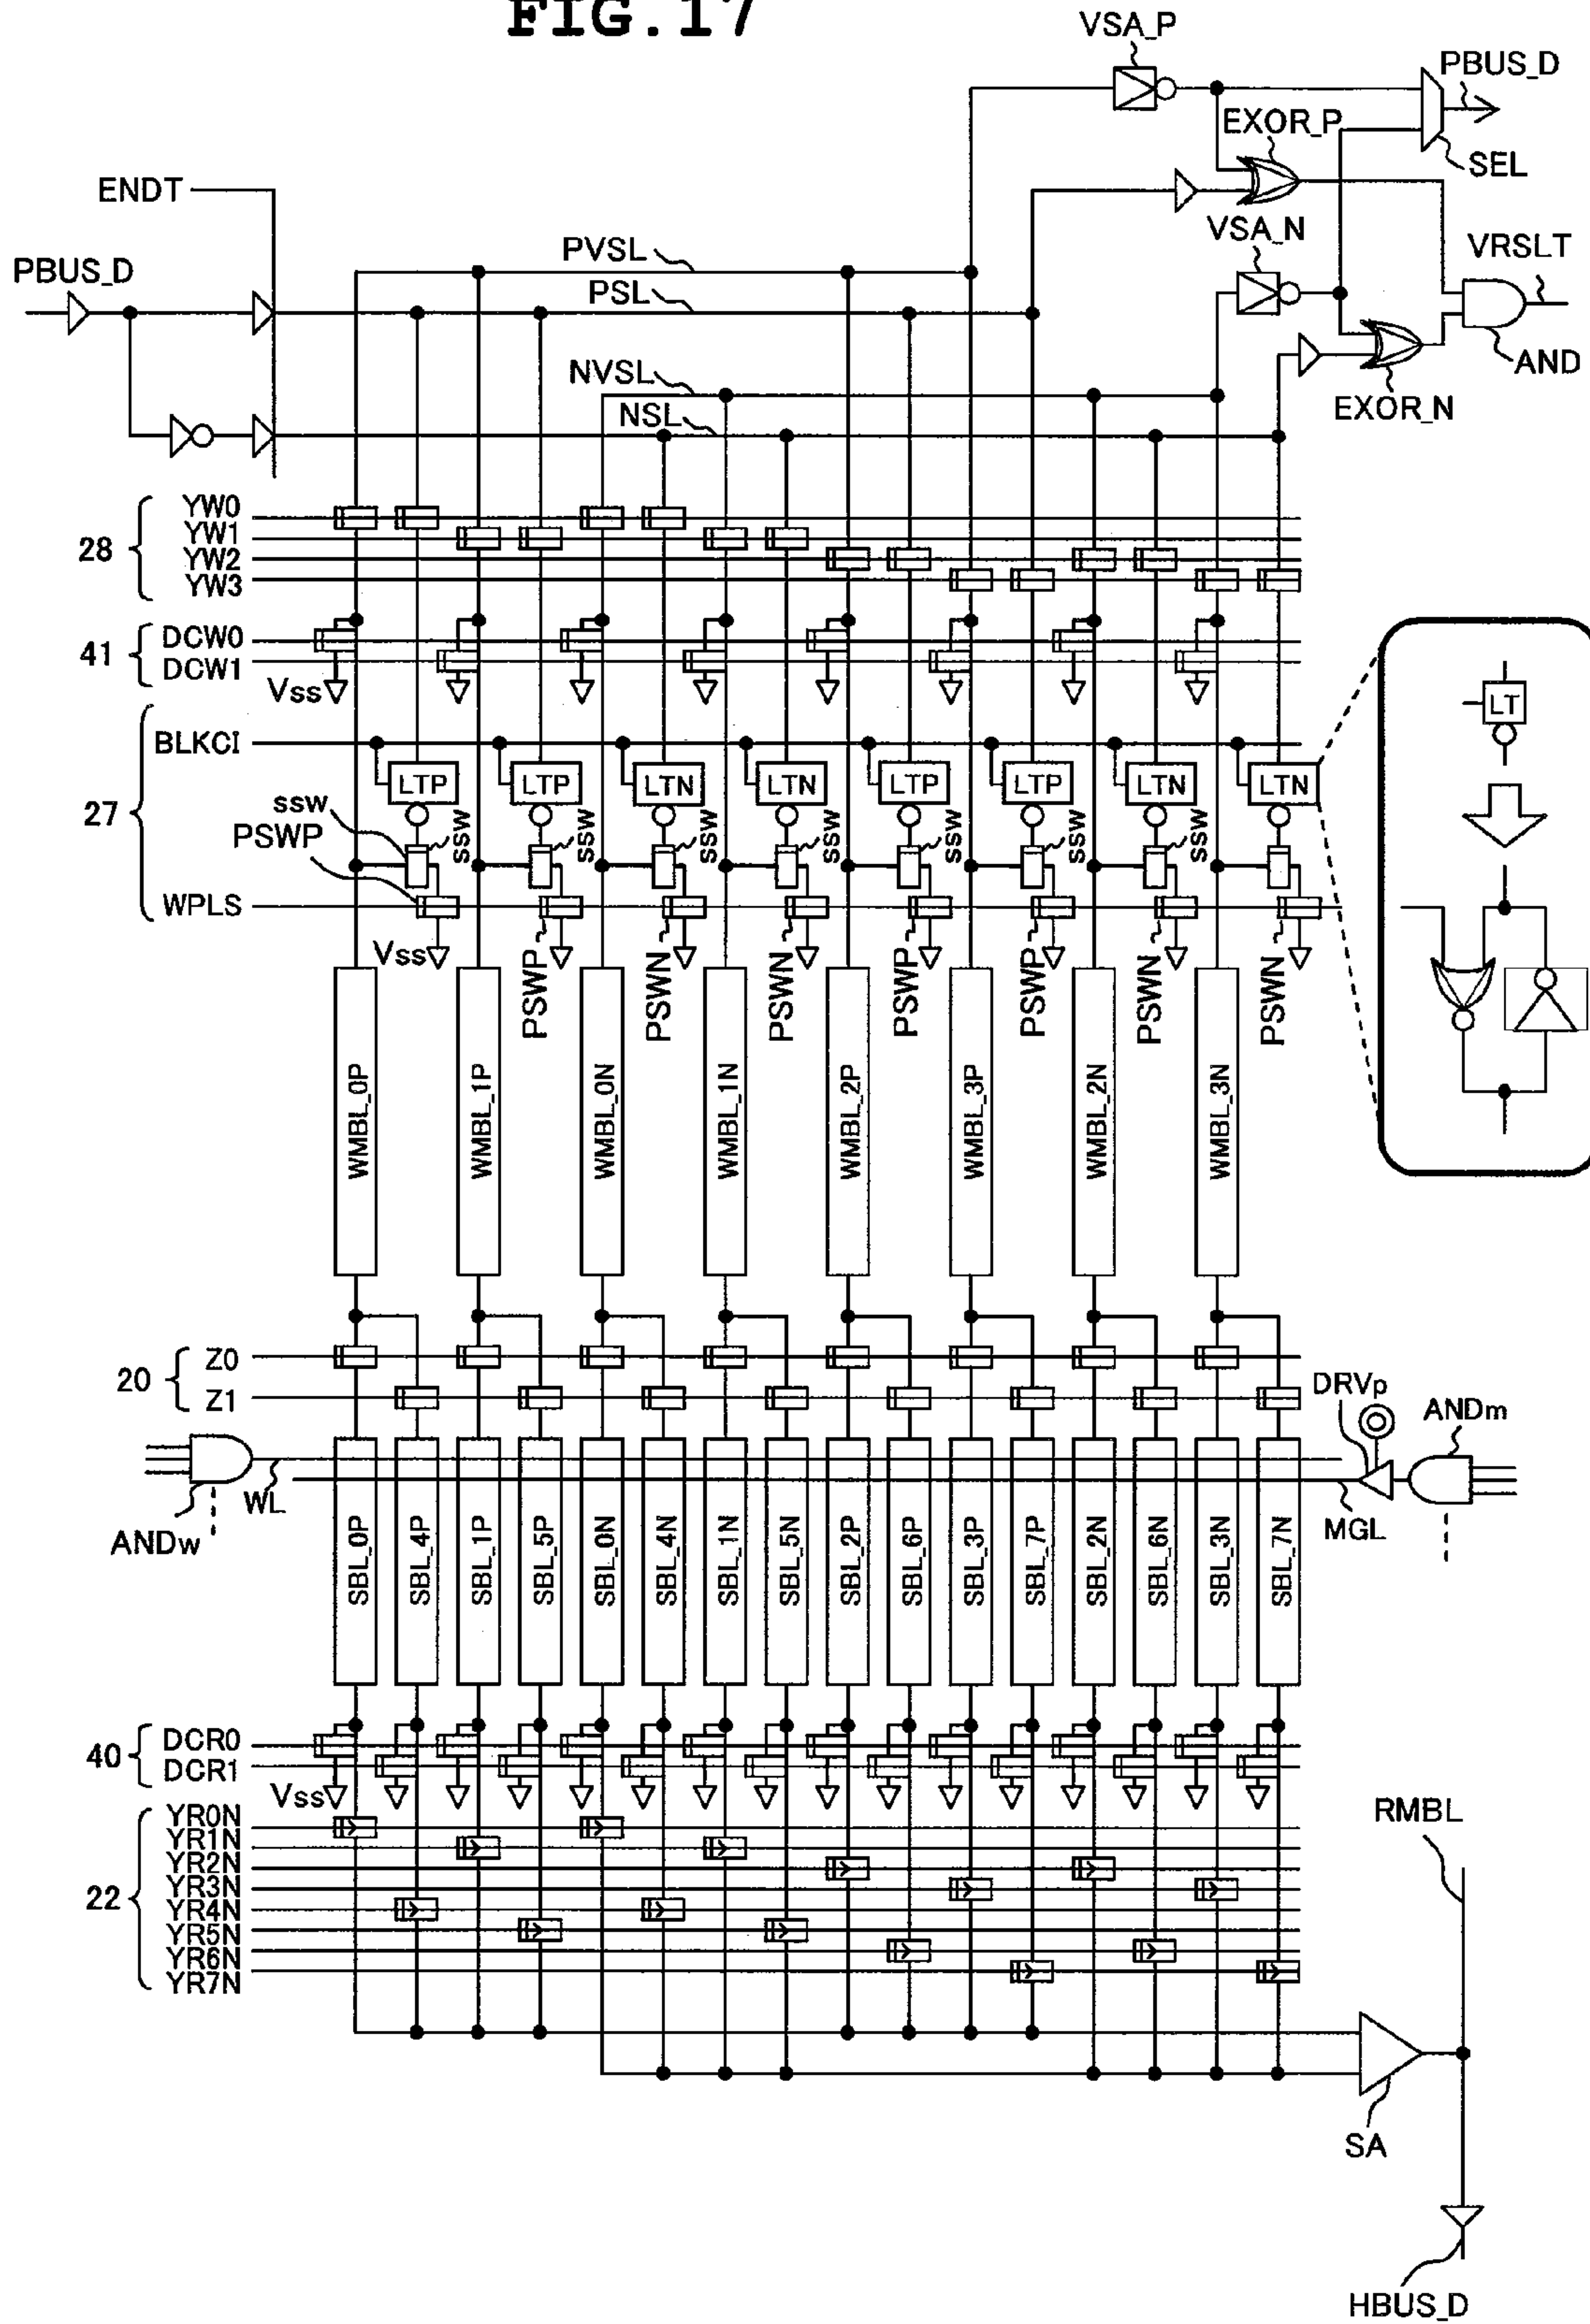 FIG.17
VSA_P
PBUS_D
EXOR_P
SEL
ENDT
VSA_N
PVSL
VRSLT
PBUS_D
PSL
NVSL
AND
NSL
EXOR_N
28
YW0
YW1
YW2
YW3
41
DCW0
DCW1
Vss
27
BLKCI
LTP
LTP
LTN
LTN
LTP
LTP
LTN
LTN
LT
ssw
ssw
ssw
ssw
ssw
ssw
ssw
ssw
PSWP
WPLS
Vss
PSWP
PSWN
PSWN
PSWP
PSWP
PSWN
PSWN
WMBL_0P
WMBL_1P
WMBL_0N
WMBL_1N
WMBL_2P
WMBL_3P
WMBL_2N
WMBL_3N
20
Z0
Z1
DRVp
ANDm
WL
ANDw
MGL
SBL_0P
SBL_4P
SBL_1P
SBL_5P
SBL_0N
SBL_4N
SBL_1N
SBL_5N
SBL_2P
SBL_6P
SBL_3P
SBL_7P
SBL_2N
SBL_6N
SBL_3N
SBL_7N
40
DCR0
DCR1
Vss
22
YR0N
YR1N
YR2N
YR3N
YR4N
YR5N
YR6N
YR7N
RMBL
SA
HBUS_D